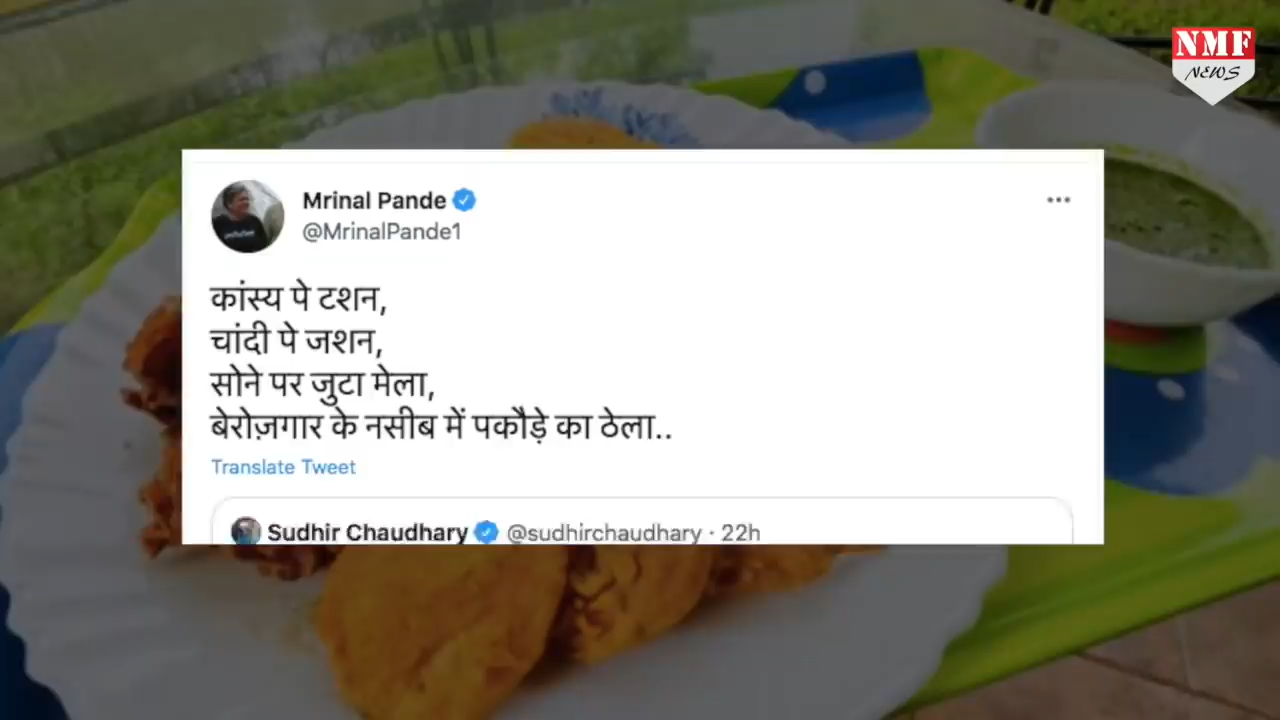 NMF
NEWS
Mrinal Pande
@MrinalPande1
कांस्य पे टशन,
चांदी पे जशन,
सोने पर जुटा मेला,
बेरोज़गार के नसीब में पकौड़े का ठेला..
Translate Tweet
Sudhir Chaudhary @sudhirchaudhary · 22h